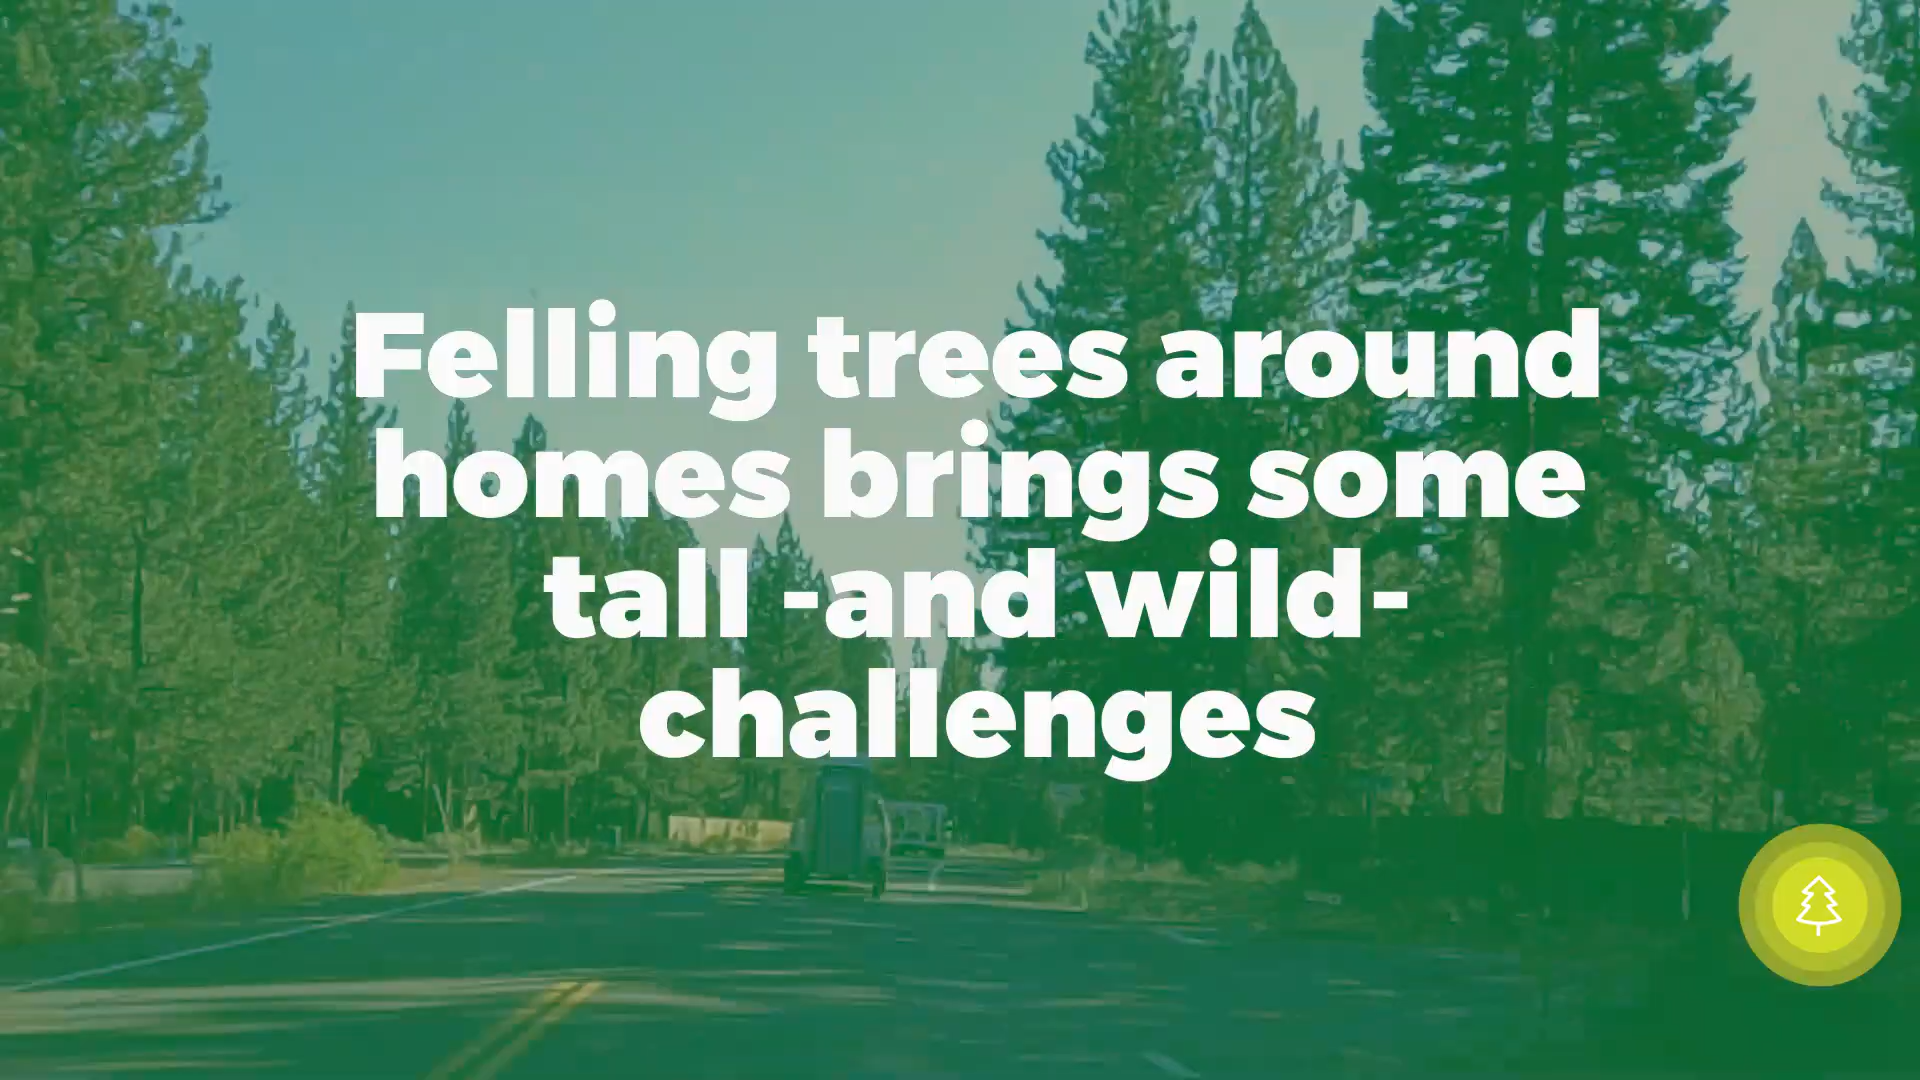 Felling trees around
homes brings some
tall -and wild-
challenges